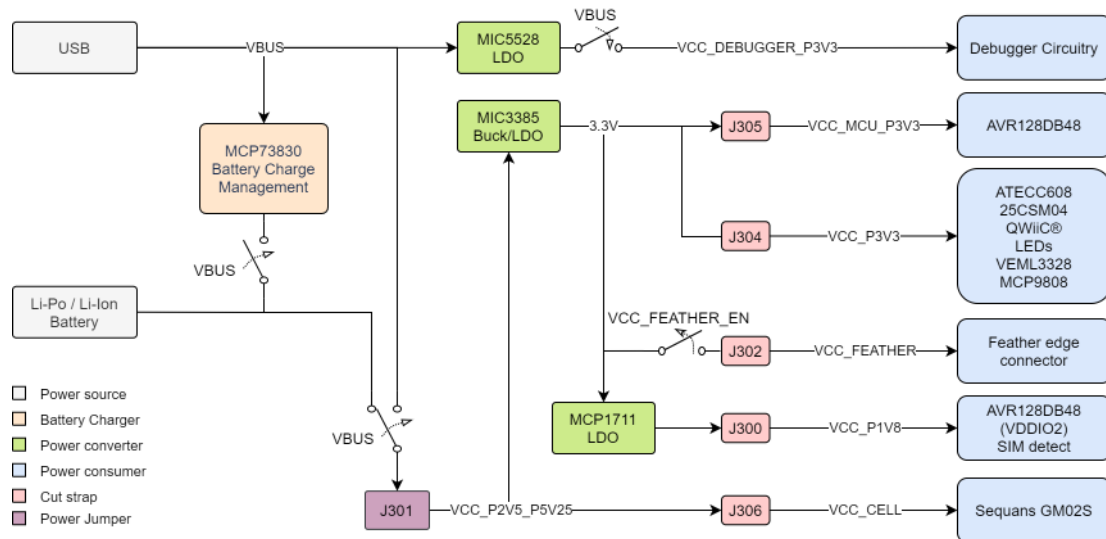 VBUS
USB
VBUS
MIC5528
LDO
VCC_DEBUGGER_P3V3
Debugger Circuitry
MIC3385
Buck/LDO
3.3V
J305
VCC_MCU_P3V3
AVR128DB48
MCP73830
Battery Charge
Management
J304
VCC_P3V3
ATECC608
25CSM04
QWiiC®
LEDs
VEML3328
MCP9808
VBUS
Li-Po / Li-Ion
Battery
VCC_FEATHER_EN
J302
VCC_FEATHER
Feather edge
connector
Power source
Battery Charger
Power converter
Power consumer
Cut strap
Power Jumper
VBUS
MCP1711
LDO
J300
VCC_P1V8
AVR128DB48
(VDDIO2)
SIM detect
J301
VCC_P2V5_P5V25
J306
VCC_CELL
Sequans GM02S